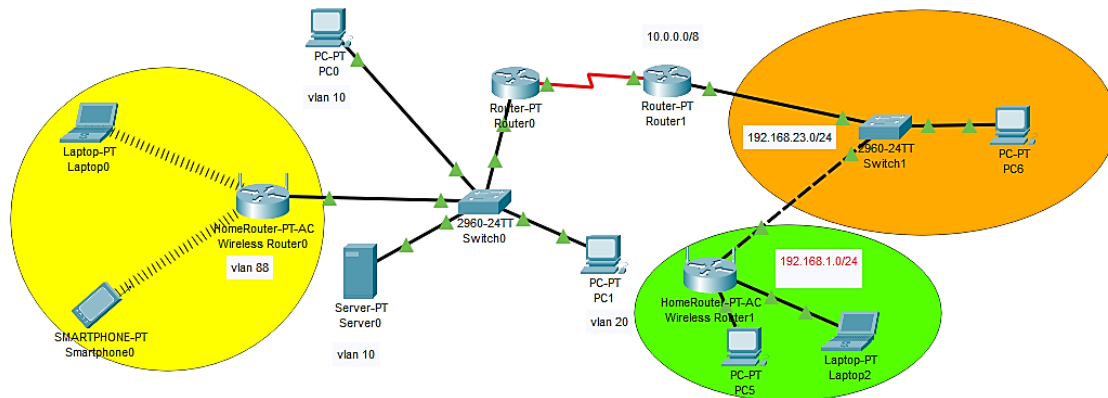 PC-PT
PC0
vlan 10
10.0.0.0/8
Router-PT
Router0
Router-PT
Router1
Laptop-PT
Laptop0
192.168.23.0/24
2960-24TT
Switch1
PC-PT
PC6
HomeRouter-PT-AC
Wireless Router0
vlan 88
2960-24TT
Switch0
SMARTPHONE-PT
Smartphone0
Server-PT
Server0
vlan 10
PC-PT
PC1
vlan 20
192.168.1.0/24
HomeRouter-PT-AC
Wireless Router1
PC-PT
PC5
Laptop-PT
Laptop2